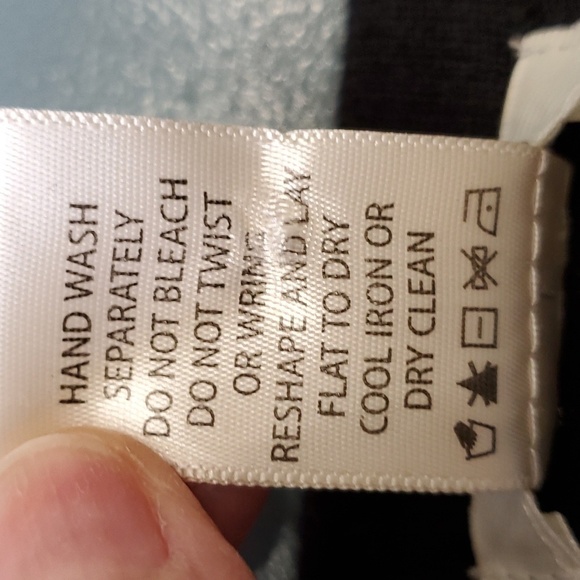 HAND WASH
SEPARATELY
DO NOT BLEACH
DO NOT TWIST
OR WRING
RESHAPE AND LAY
FLAT TO DRY
COOL IRON OR
DRY CLEAN